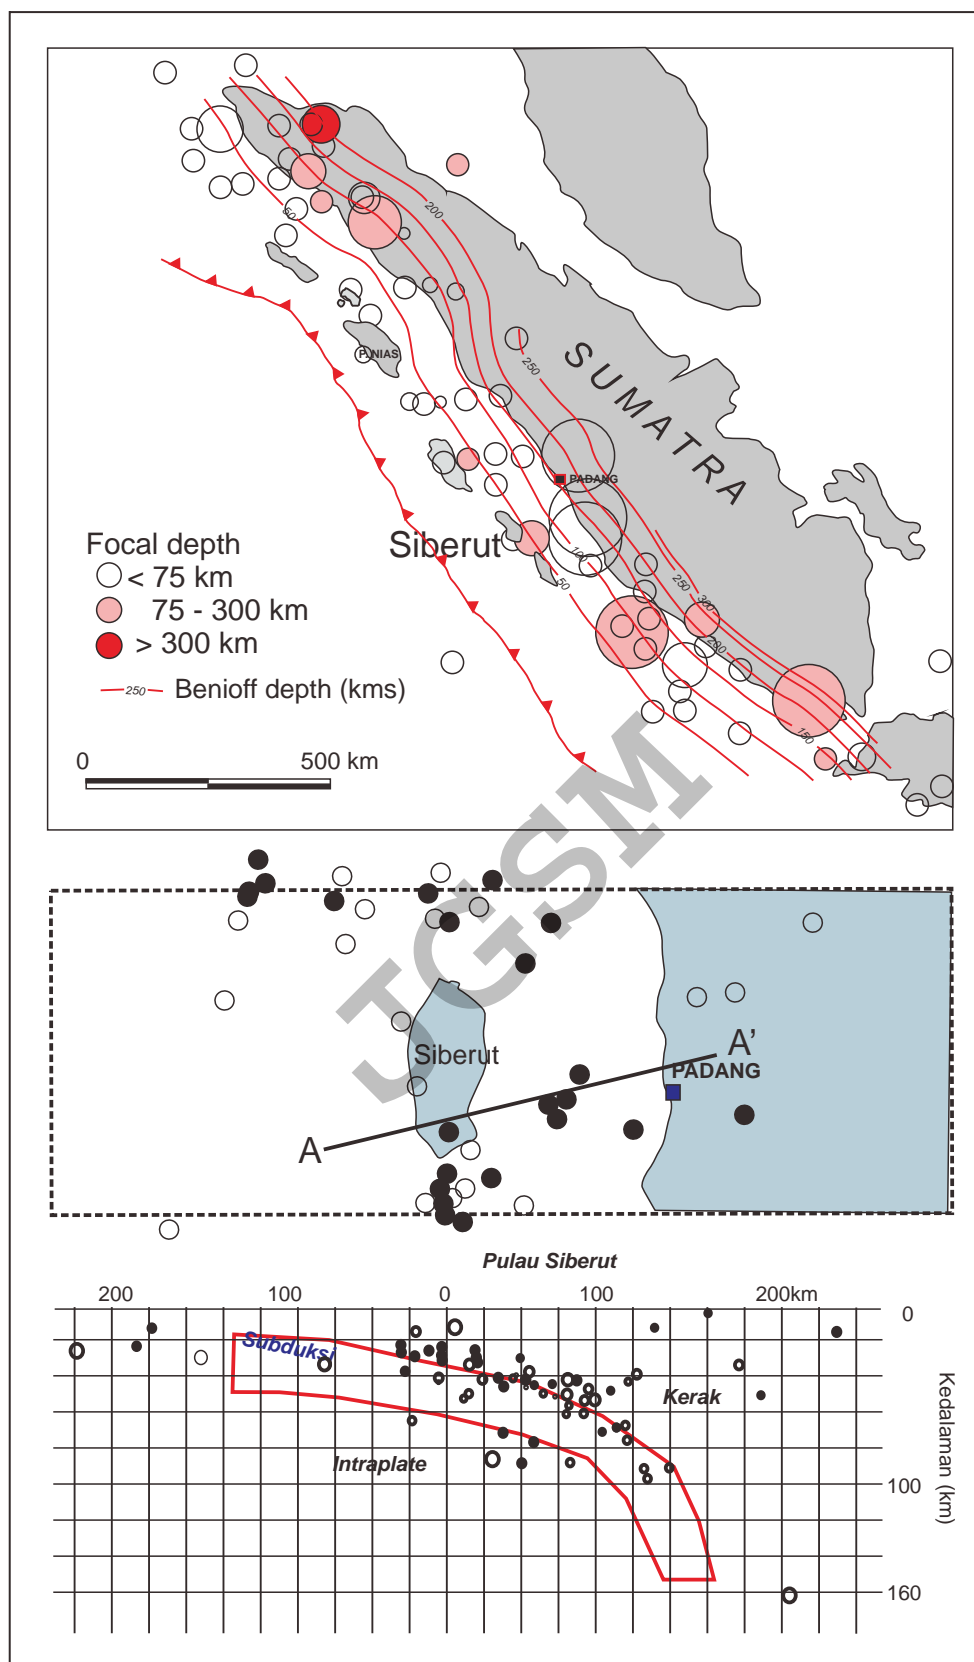 200
50
P. NIAS
250
SUMATRA
PADANG
Siberut
100
50
250
300
200
150
Focal depth
< 75 km
75 - 300 km
> 300 km
250 Benioff depth (kms)
0 500 km
JGSM
Siberut
A'
PADANG
A
Pulau Siberut
200 100 0 100 200km
0
Subduksi
Kerak
Intraplate
100
160
Kedalaman (km)